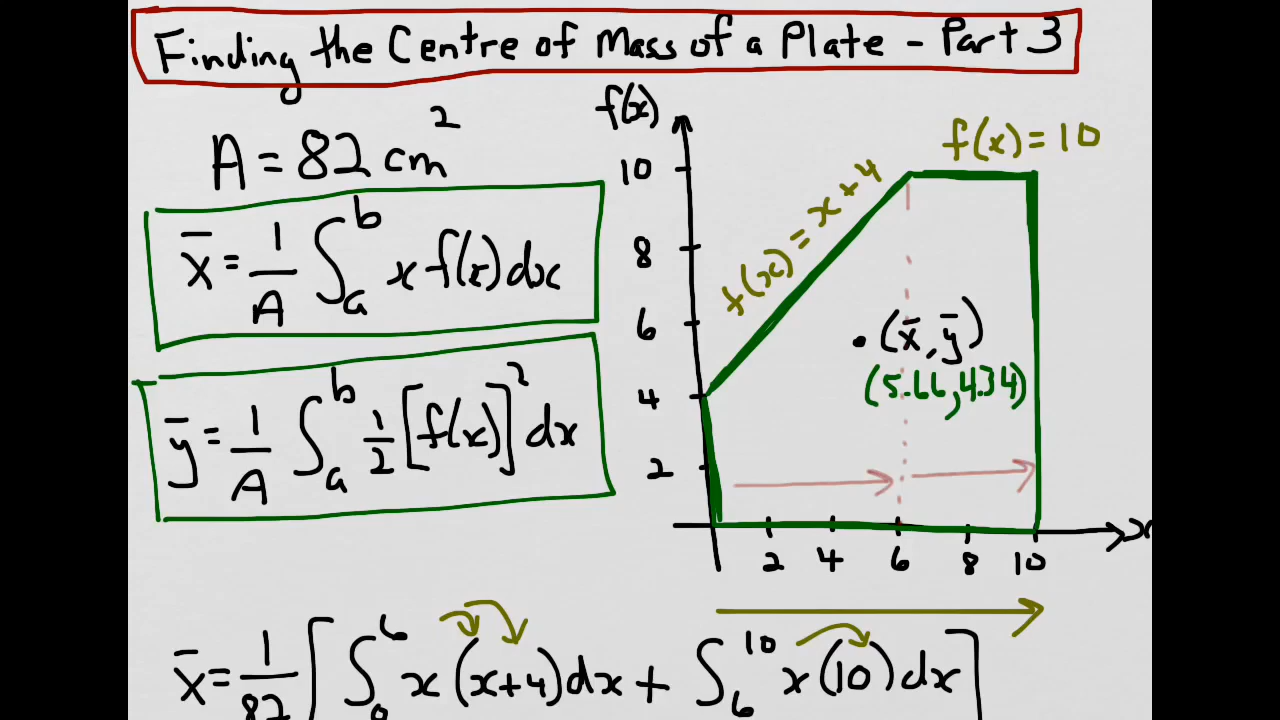 Finding the Centre of Mass of a Plate - Part 3
A = 82 cm²
x̄ = 1/A ∫ₐᵇ x f(x) dx
ȳ = 1/A ∫ₐᵇ 1/2 [f(x)]² dx
f(x)
10
8
6
4
2
f(x) = x + 4
f(x) = 10
(x̄, ȳ)
(5.66, 4.34)
2 4 6 8 10
x
x̄ = 1/82 [ ∫₀⁶ x (x+4) dx + ∫₆¹⁰ x (10) dx ]